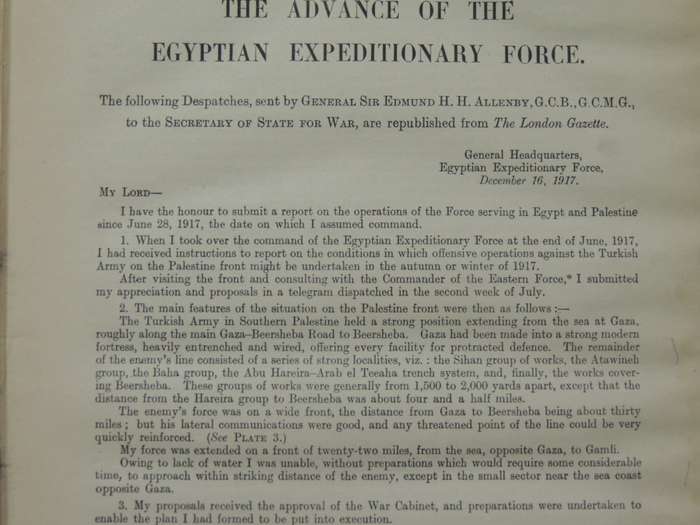 THE ADVANCE OF THE
EGYPTIAN EXPEDITIONARY FORCE.
The following Despatches, sent by GENERAL SIR EDMUND H. H. ALLENBY, G.C.B., G.C.M.G.,
to the SECRETARY OF STATE FOR WAR, are republished from The London Gazette.
General Headquarters,
Egyptian Expeditionary Force,
December 16, 1917.
MY LORD—
I have the honour to submit a report on the operations of the Force serving in Egypt and Palestine
since June 28, 1917, the date on which I assumed command.
1. When I took over the command of the Egyptian Expeditionary Force at the end of June, 1917,
I had received instructions to report on the conditions in which offensive operations against the Turkish
Army on the Palestine front might be undertaken in the autumn or winter of 1917.
After visiting the front and consulting with the Commander of the Eastern Force,* I submitted
my appreciation and proposals in a telegram dispatched in the second week of July.
2. The main features of the situation on the Palestine front were then as follows :—
The Turkish Army in Southern Palestine held a strong position extending from the sea at Gaza,
roughly along the main Gaza–Beersheba Road to Beersheba. Gaza had been made into a strong modern
fortress, heavily entrenched and wired, offering every facility for protracted defence. The remainder
of the enemy's line consisted of a series of strong localities, viz. : the Sihan group of works, the Atawineh
group, the Baha group, the Abu Hareira–Arab el Teeaha trench system, and, finally, the works cover-
ing Beersheba. These groups of works were generally from 1,500 to 2,000 yards apart, except that the
distance from the Hareira group to Beersheba was about four and a half miles.
The enemy's force was on a wide front, the distance from Gaza to Beersheba being about thirty
miles ; but his lateral communications were good, and any threatened point of the line could be very
quickly reinforced. (See PLATE 3.)
My force was extended on a front of twenty-two miles, from the sea, opposite Gaza, to Gamli.
Owing to lack of water I was unable, without preparations which would require some considerable
time, to approach within striking distance of the enemy, except in the small sector near the sea coast
opposite Gaza.
3. My proposals received the approval of the War Cabinet, and preparations were undertaken to
enable the plan I had formed to be put into execution.